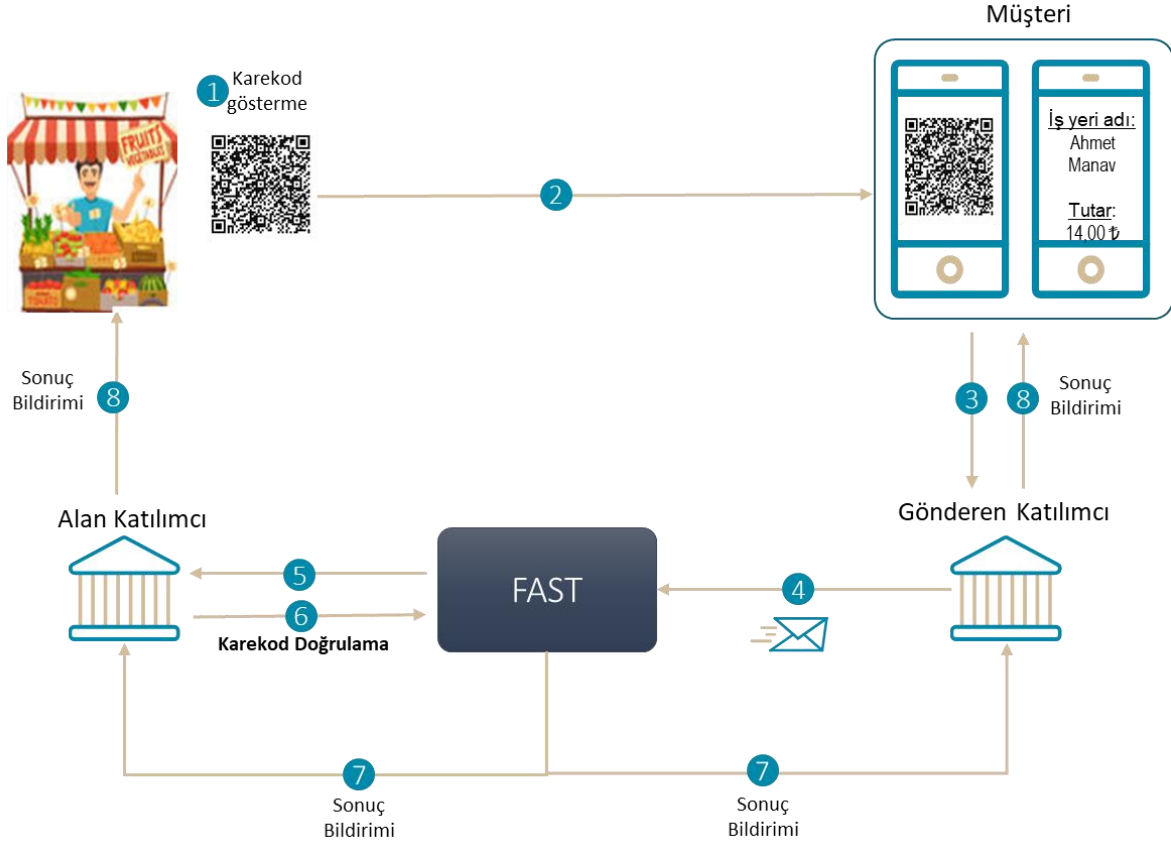 Müşteri
1
Karekod
gösterme
FRUITS
VEGETABLES
2
İş yeri adı:
Ahmet
Manav
Tutar:
14,00 ₺
TOMATO
Sonuç
Bildirimi
8
3
8
Sonuç
Bildirimi
Alan Katılımcı
Gönderen Katılımcı
5
FAST
4
6
Karekod Doğrulama
7
Sonuç
Bildirimi
7
Sonuç
Bildirimi